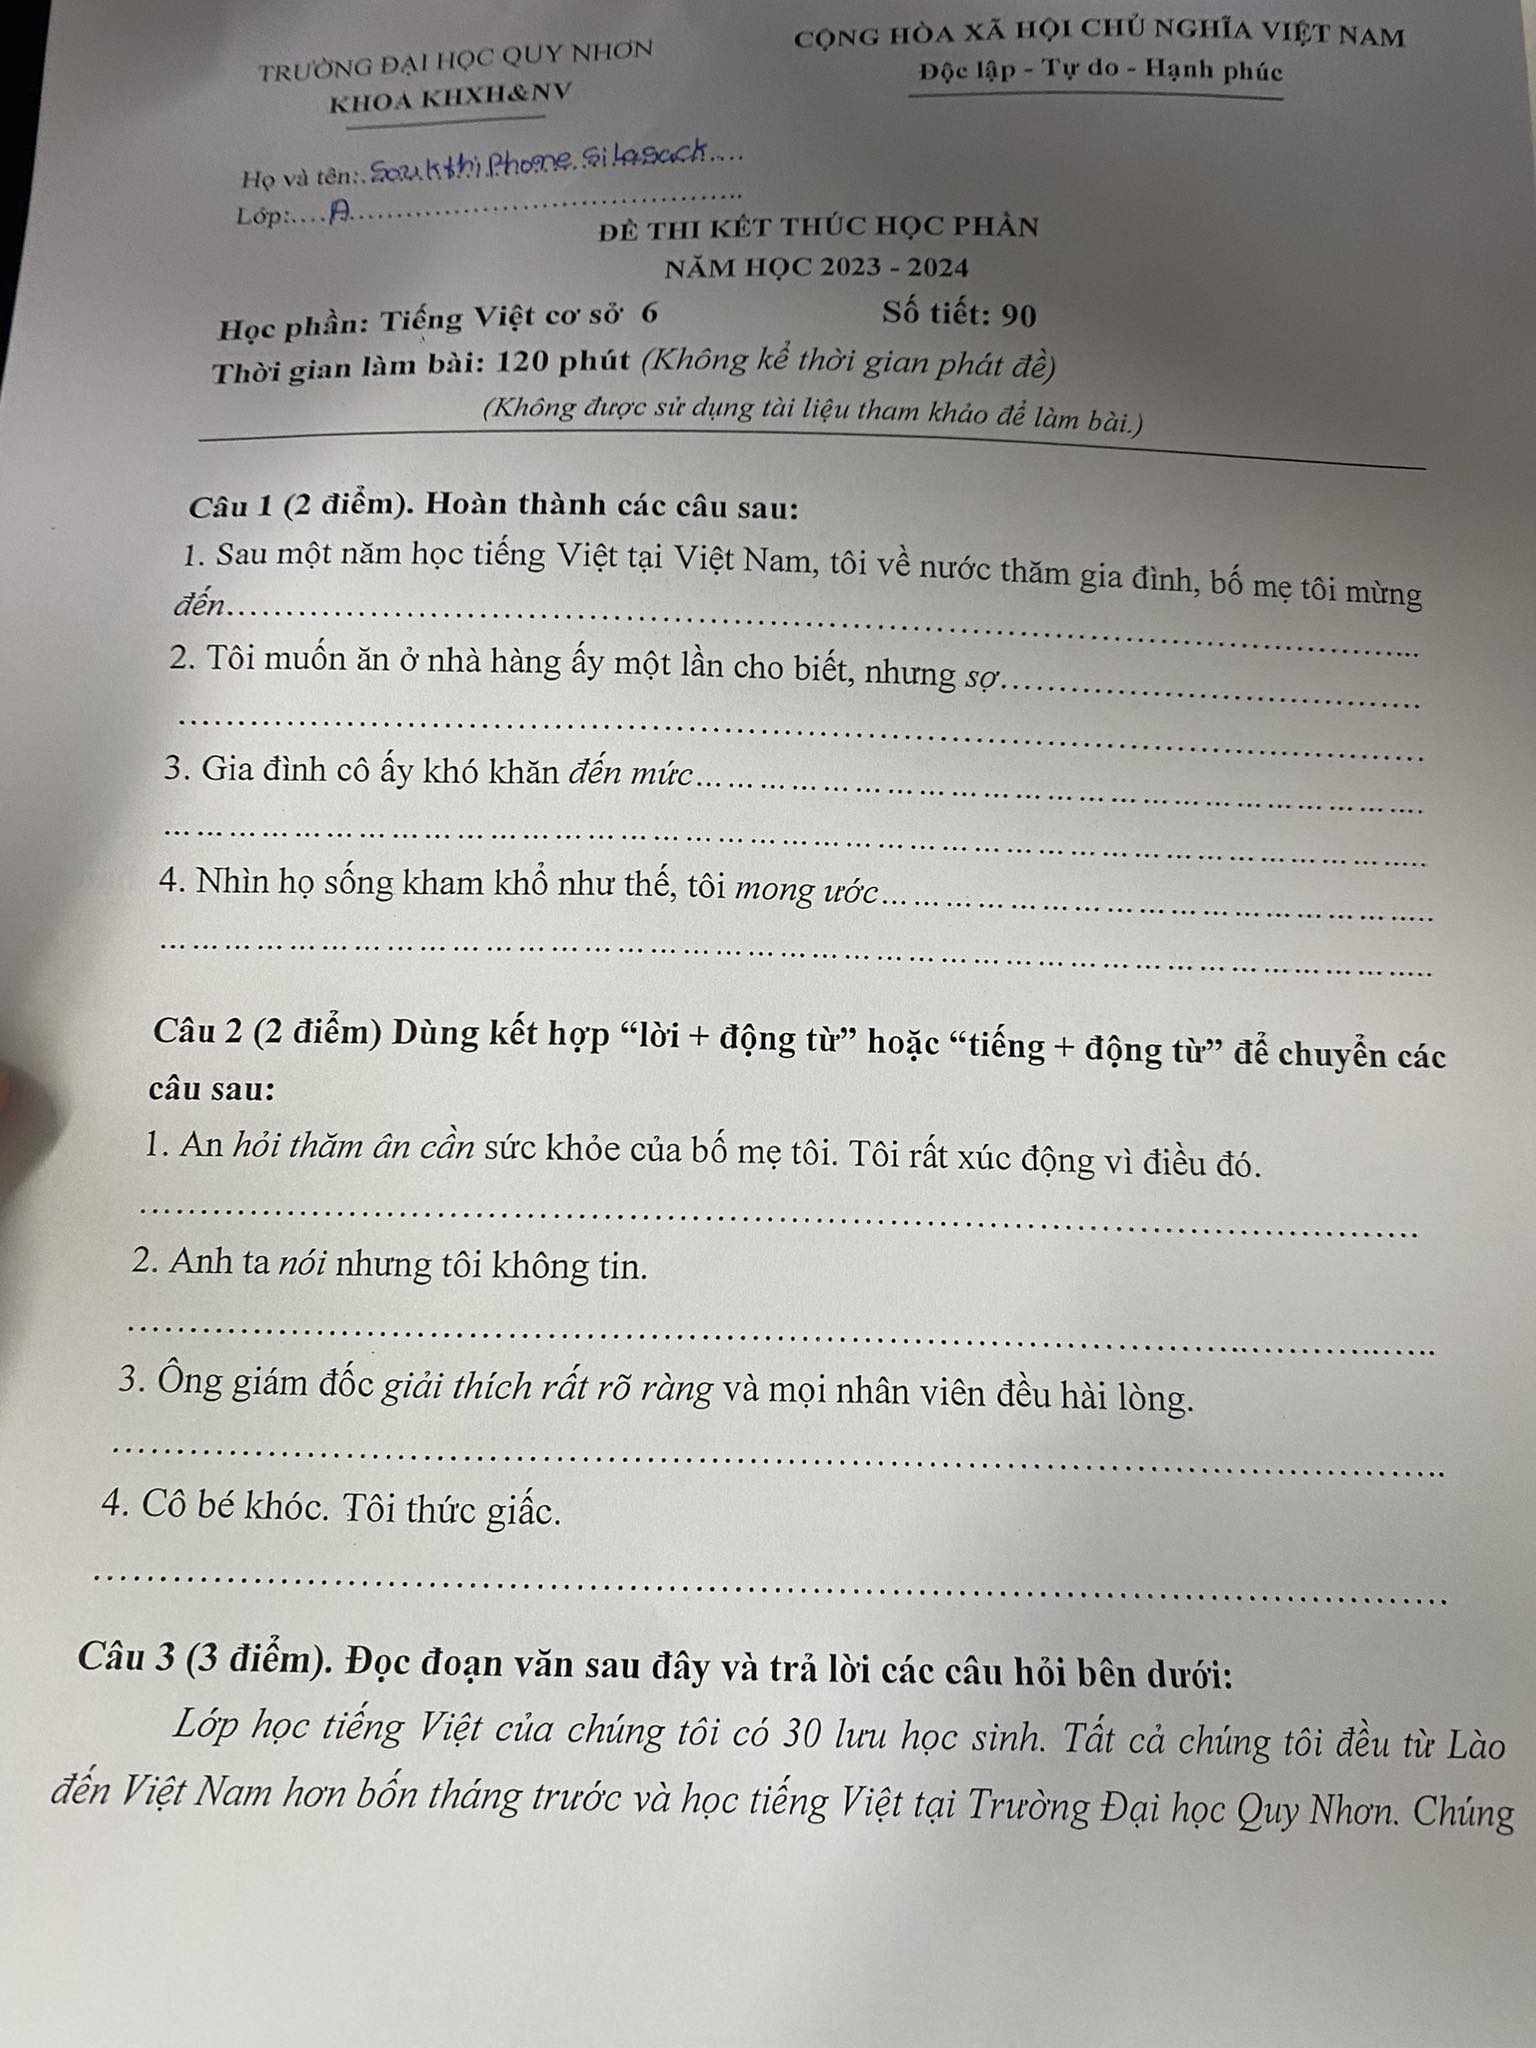 TRƯỜNG ĐẠI HỌC QUY NHƠN
KHOA KHXH&NV
CỘNG HÒA XÃ HỘI CHỦ NGHĨA VIỆT NAM
Độc lập - Tự do - Hạnh phúc
Họ và tên:. Soukthiphone. Silasack....
Lớp:....A..........
ĐỀ THI KẾT THÚC HỌC PHẦN
NĂM HỌC 2023 - 2024
Học phần: Tiếng Việt cơ sở 6 Số tiết: 90
Thời gian làm bài: 120 phút (Không kể thời gian phát đề)
(Không được sử dụng tài liệu tham khảo để làm bài.)
Câu 1 (2 điểm). Hoàn thành các câu sau:
1. Sau một năm học tiếng Việt tại Việt Nam, tôi về nước thăm gia đình, bố mẹ tôi mừng
đến..........
2. Tôi muốn ăn ở nhà hàng ấy một lần cho biết, nhưng sợ..........
..........
3. Gia đình cô ấy khó khăn đến mức..........
..........
4. Nhìn họ sống kham khổ như thế, tôi mong ước..........
..........
Câu 2 (2 điểm) Dùng kết hợp “lời + động từ” hoặc “tiếng + động từ” để chuyển các
câu sau:
1. An hỏi thăm ân cần sức khỏe của bố mẹ tôi. Tôi rất xúc động vì điều đó.
..........
2. Anh ta nói nhưng tôi không tin.
..........
3. Ông giám đốc giải thích rất rõ ràng và mọi nhân viên đều hài lòng.
..........
4. Cô bé khóc. Tôi thức giấc.
..........
Câu 3 (3 điểm). Đọc đoạn văn sau đây và trả lời các câu hỏi bên dưới:
Lớp học tiếng Việt của chúng tôi có 30 lưu học sinh. Tất cả chúng tôi đều từ Lào
đến Việt Nam hơn bốn tháng trước và học tiếng Việt tại Trường Đại học Quy Nhơn. Chúng